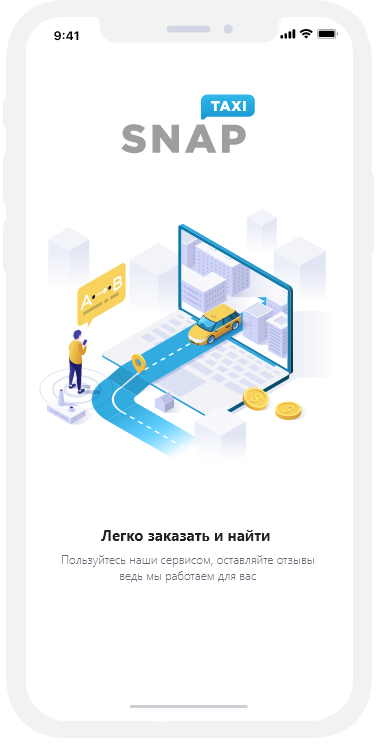 9:41
TAXI
SNAP
A B
Легко заказать и найти
Пользуйтесь наши сервисом, оставляйте отзывы
ведь мы работаем для вас